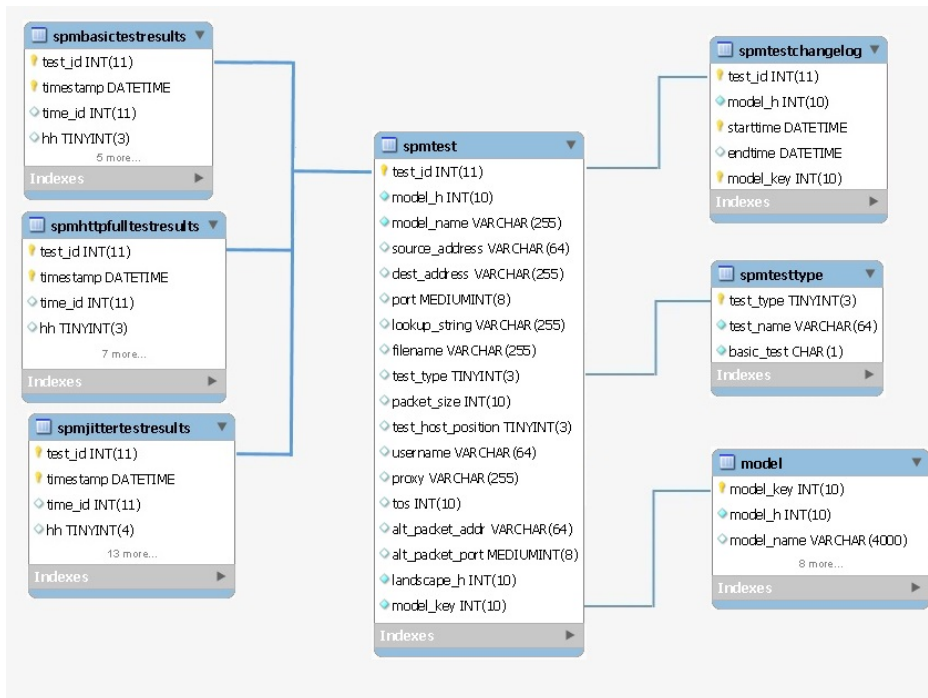 spmbasictestresults
test_id INT(11)
timestamp DATETIME
time_id INT(11)
hh TINYINT(3)
5 more...
Indexes
spmhttpfulltestresults
test_id INT(11)
timestamp DATETIME
time_id INT(11)
hh TINYINT(3)
7 more...
Indexes
spmjittertestresults
test_id INT(11)
timestamp DATETIME
time_id INT(11)
hh TINYINT(4)
13 more...
Indexes
spmtest
test_id INT(11)
model_h INT(10)
model_name VARCHAR(255)
source_address VARCHAR(64)
dest_address VARCHAR(255)
port MEDIUMINT(8)
lookup_string VARCHAR(255)
filename VARCHAR(255)
test_type TINYINT(3)
packet_size INT(10)
test_host_position TINYINT(3)
username VARCHAR(64)
proxy VARCHAR(255)
tos INT(10)
alt_packet_addr VARCHAR(64)
alt_packet_port MEDIUMINT(8)
landscape_h INT(10)
model_key INT(10)
Indexes
spmtestchangelog
test_id INT(11)
model_h INT(10)
starttime DATETIME
endtime DATETIME
model_key INT(10)
Indexes
spmtesttype
test_type TINYINT(3)
test_name VARCHAR(64)
basic_test CHAR(1)
Indexes
model
model_key INT(10)
model_h INT(10)
model_name VARCHAR(4000)
8 more...
Indexes